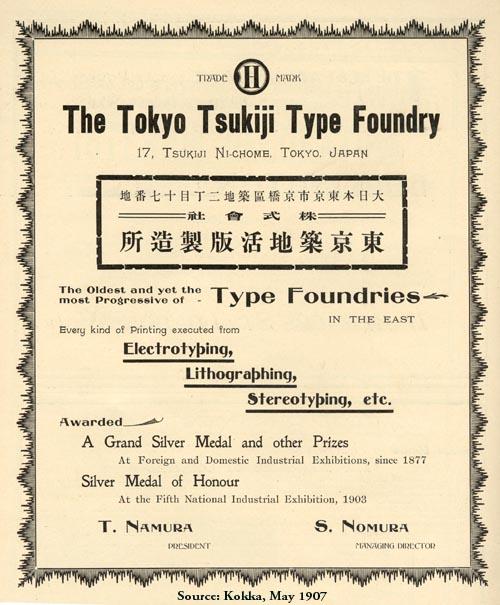 TRADE H MARK
The Tokyo Tsukiji Type Foundry
17, TSUKIJI NI-CHOME, TOKYO, JAPAN
地番七十目丁二地築區橋京市京東本日大
社會式株
所造製版活地築京東
The Oldest and yet the
most Progressive of - Type Foundries
IN THE EAST
Every kind of Printing executed from
Electrotyping,
Lithographing,
Stereotyping, etc.
Awarded
A Grand Silver Medal and other Prizes
At Foreign and Domestic Industrial Exhibitions, since 1877
Silver Medal of Honour
At the Fifth National Industrial Exhibition, 1903
T. NAMURA S. NOMURA
PRESIDENT MANAGING DIRECTOR
Source: Kokka, May 1907